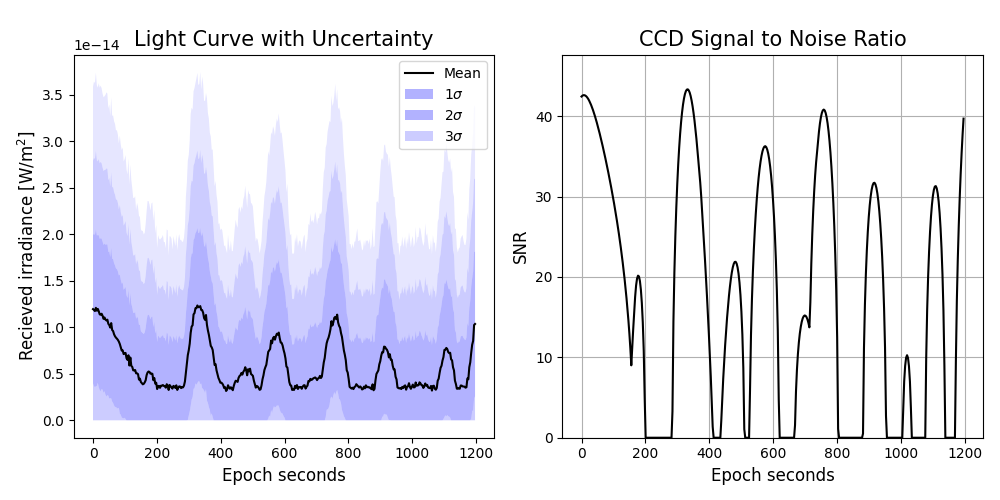 Light Curve with Uncertainty
1e−14
Recieved irradiance [W/m²]
3.5
3.0
2.5
2.0
1.5
1.0
0.5
0.0
0 200 400 600 800 1000 1200
Epoch seconds
Mean
1σ
2σ
3σ
CCD Signal to Noise Ratio
SNR
40
30
20
10
0
0 200 400 600 800 1000 1200
Epoch seconds